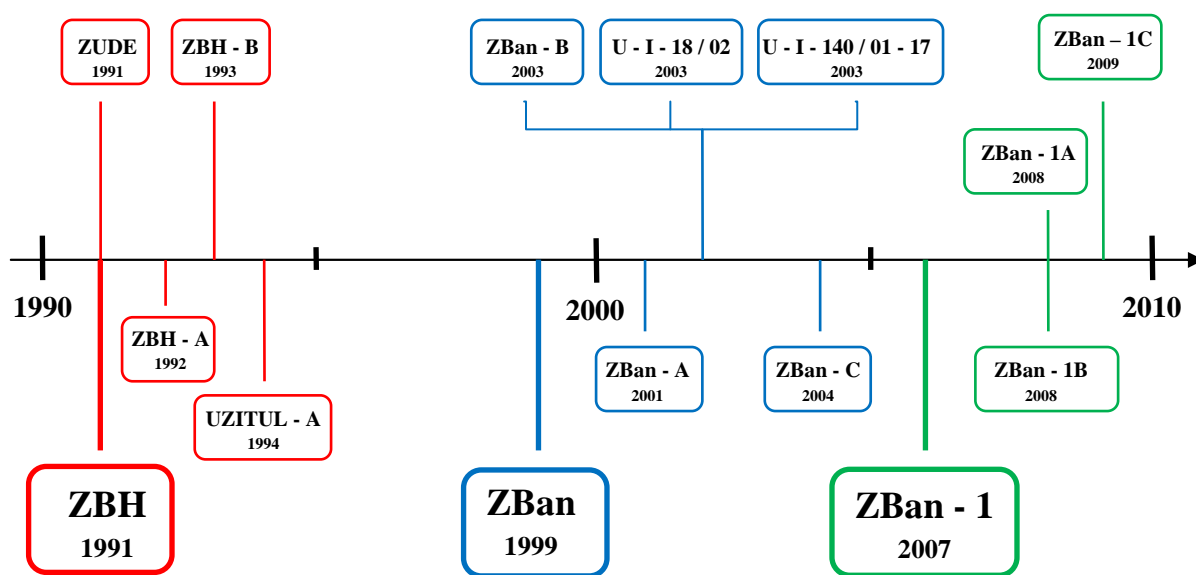 ZUDE
1991
ZBH - B
1993
ZBan - B
2003
U - I - 18 / 02
2003
U - I - 140 / 01 - 17
2003
ZBan – 1C
2009
ZBan - 1A
2008
1990
2000
2010
ZBH - A
1992
UZITUL - A
1994
ZBan - A
2001
ZBan - C
2004
ZBan - 1B
2008
ZBH
1991
ZBan
1999
ZBan - 1
2007